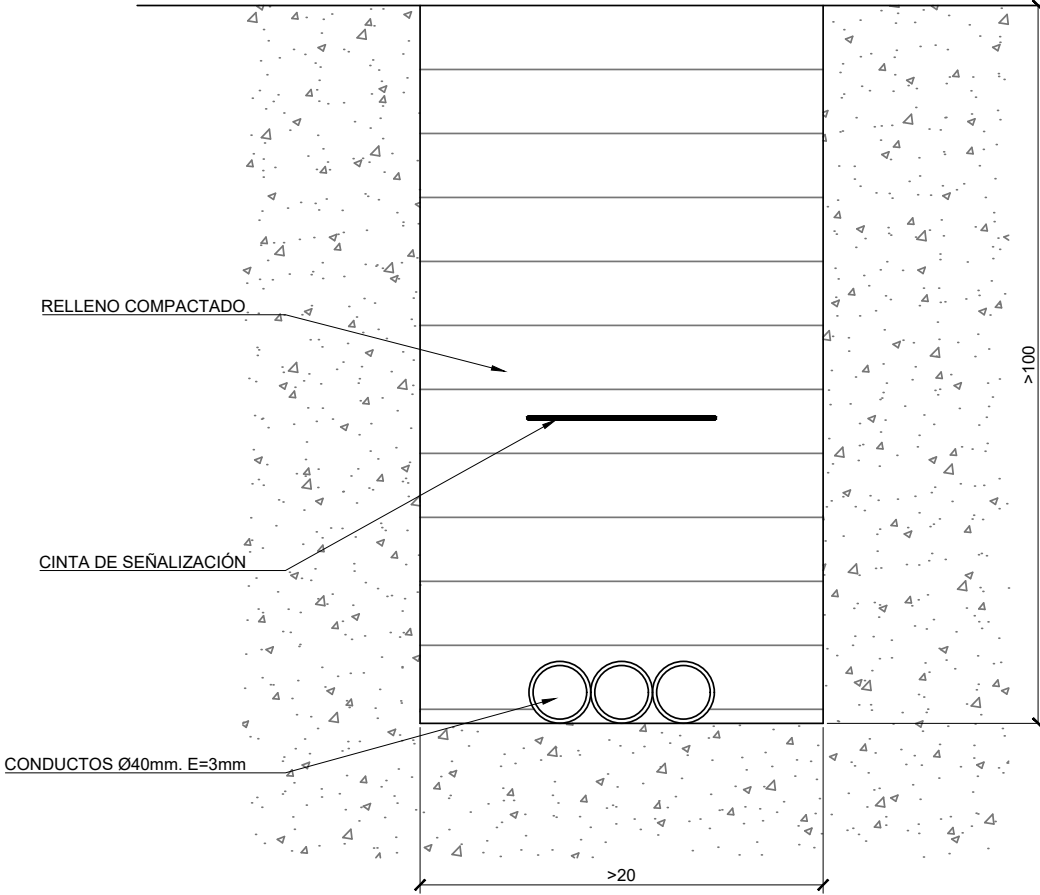 RELLENO COMPACTADO
>100
CINTA DE SEÑALIZACIÓN
CONDUCTOS Ø40mm. E=3mm
>20